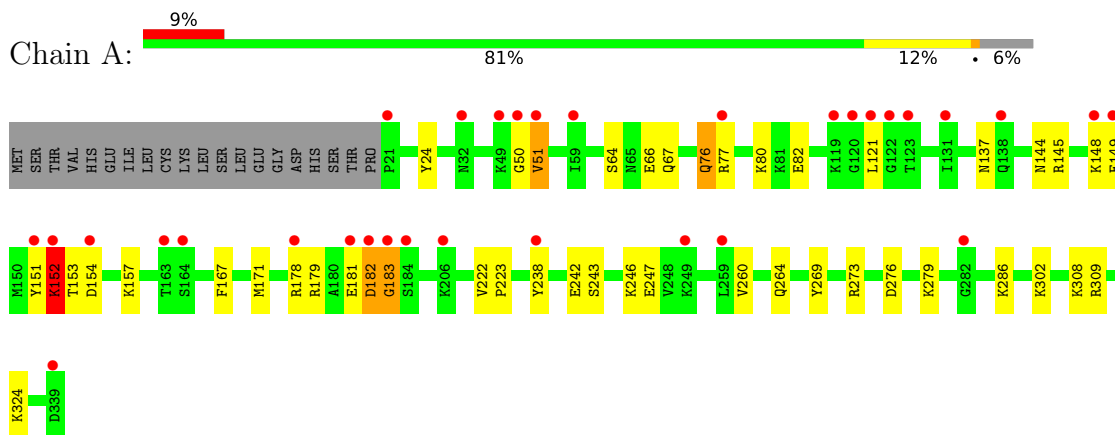 9%
Chain A:
81% 12% • 6%
MET SER THR VAL HIS GLU ILE LEU CYS LYS LEU SER LEU GLU GLY ASP HIS SER THR PRO P21 Y24 N32 K49 G50 V51 I59 S64 N65 E66 Q67 Q76 R77 K80 K81 E82 K119 G120 L121 G122 T123 I131 N137 Q138 N144 R145 K148 E149
M150 Y151 K152 T153 D154 K157 T163 S164 F167 M171 R178 R179 A180 E181 D182 G183 S184 K206 V222 P223 Y238 E242 S243 K246 E247 V248 K249 L259 V260 Q264 Y269 R273 D276 K279 G282 K286 K302 K308 R309
K324 D339